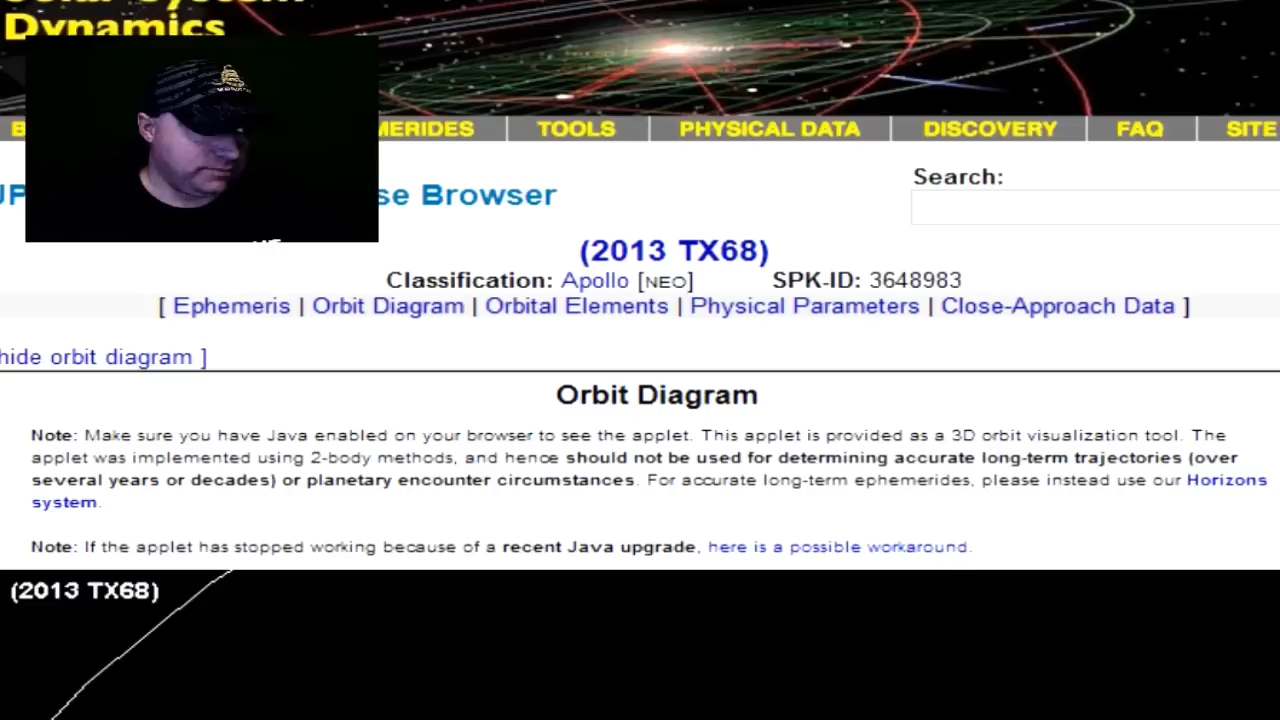 Dynamics
TOOLS
PHYSICAL DATA
DISCOVERY
FAQ
SITE
Browser
Search:
(2013 TX68)
Classification: Apollo [NEO] SPK-ID: 3648983
[ Ephemeris | Orbit Diagram | Orbital Elements | Physical Parameters | Close-Approach Data ]
hide orbit diagram ]
Orbit Diagram
Note: Make sure you have Java enabled on your browser to see the applet. This applet is provided as a 3D orbit visualization tool. The
applet was implemented using 2-body methods, and hence should not be used for determining accurate long-term trajectories (over
several years or decades) or planetary encounter circumstances. For accurate long-term ephemerides, please instead use our Horizons
system.
Note: If the applet has stopped working because of a recent Java upgrade, here is a possible workaround.
(2013 TX68)